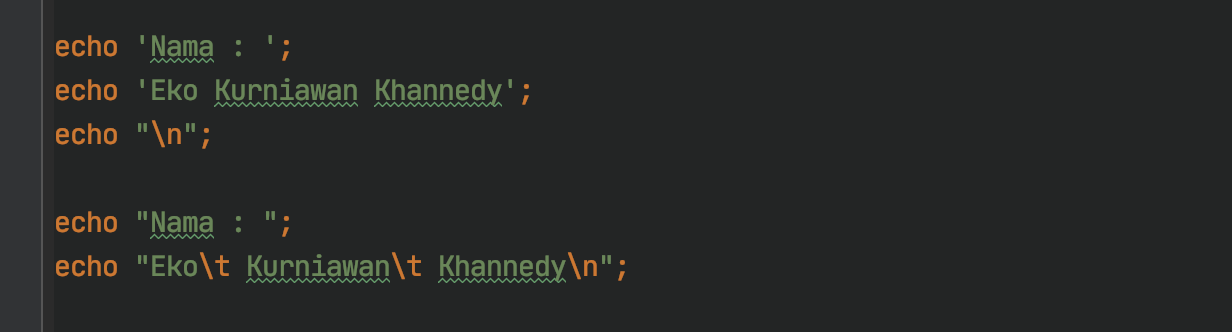 echo 'Nama : ';
echo 'Eko Kurniawan Khannedy';
echo "\n";
echo "Nama : ";
echo "Eko\t Kurniawan\t Khannedy\n";